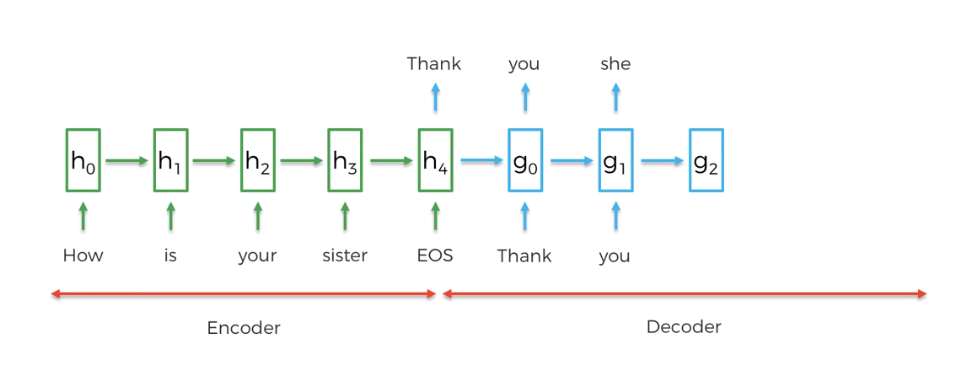 Thank you she
h₀ h₁ h₂ h₃ h₄ g₀ g₁ g₂
How is your sister EOS Thank you
Encoder Decoder